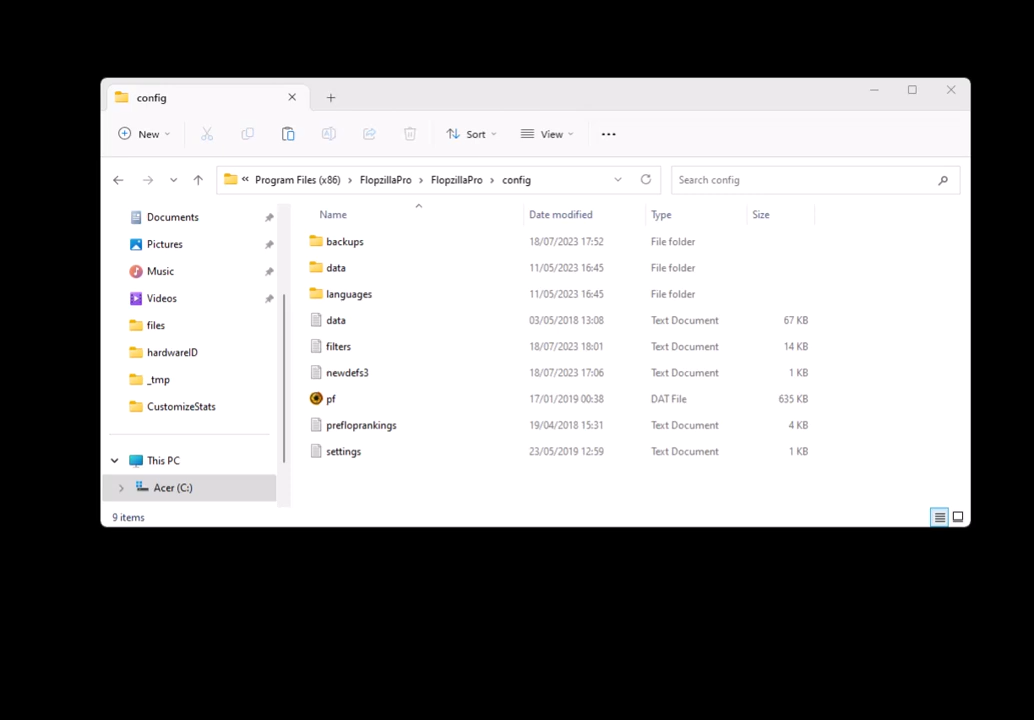 config
New
Sort
View
Program Files (x86) > FlopzillaPro > FlopzillaPro > config
Search config
Name Date modified Type Size
Documents
Pictures
Music
Videos
files
hardwareID
_tmp
CustomizeStats
This PC
Acer (C:)
backups 18/07/2023 17:52 File folder
data 11/05/2023 16:45 File folder
languages 11/05/2023 16:45 File folder
data 03/05/2018 13:08 Text Document 67 KB
filters 18/07/2023 18:01 Text Document 14 KB
newdefs3 18/07/2023 17:06 Text Document 1 KB
pf 17/01/2019 00:38 DAT File 635 KB
prefloprankings 19/04/2018 15:31 Text Document 4 KB
settings 23/05/2019 12:59 Text Document 1 KB
9 items